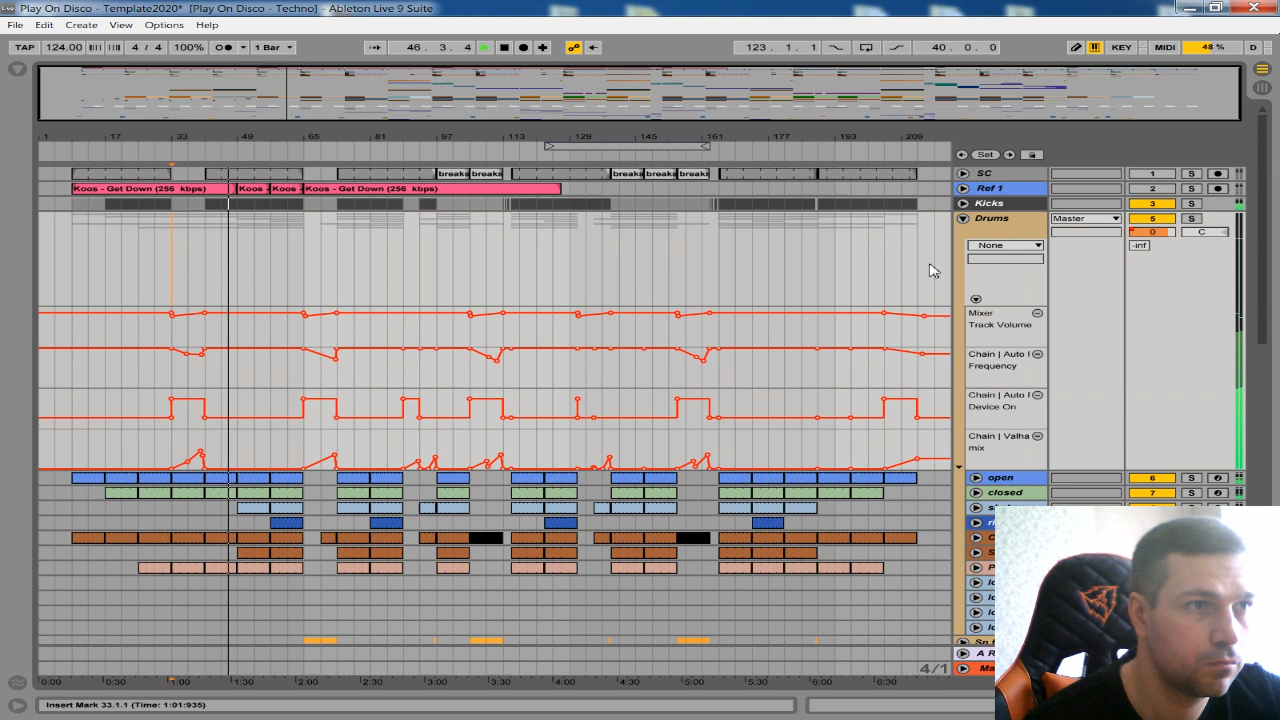 Play On Disco - Template2020* [Play On Disco - Techno] - Ableton Live 9 Suite
File Edit Create View Options Help
TAP 124.00 4 / 4 100% 1 Bar 46 . 3 . 4 123 . 1 . 1 40 . 0 . 0 KEY MIDI 48 % D
1 17 33 49 65 81 97 113 129 145 161 177 193 209
Set
breaks breaks breaks breaks breaks SC 1 S
Koos - Get Down (256 kbps) Koos - Koos - Koos - Get Down (256 kbps) Ref 1 2 S
Kicks 3 S
Drums Master 5 S
0 C
None -inf
Mixer
Track Volume
Chain | Auto F
Frequency
Chain | Auto F
Device On
Chain | Valha
mix
open 6 S
closed 7 S
A R
4/1 Ma
0:00 0:30 1:00 1:30 2:00 2:30 3:00 3:30 4:00 4:30 5:00 5:30 6:00 6:30
Insert Mark 33.1.1 (Time: 1:01:935)